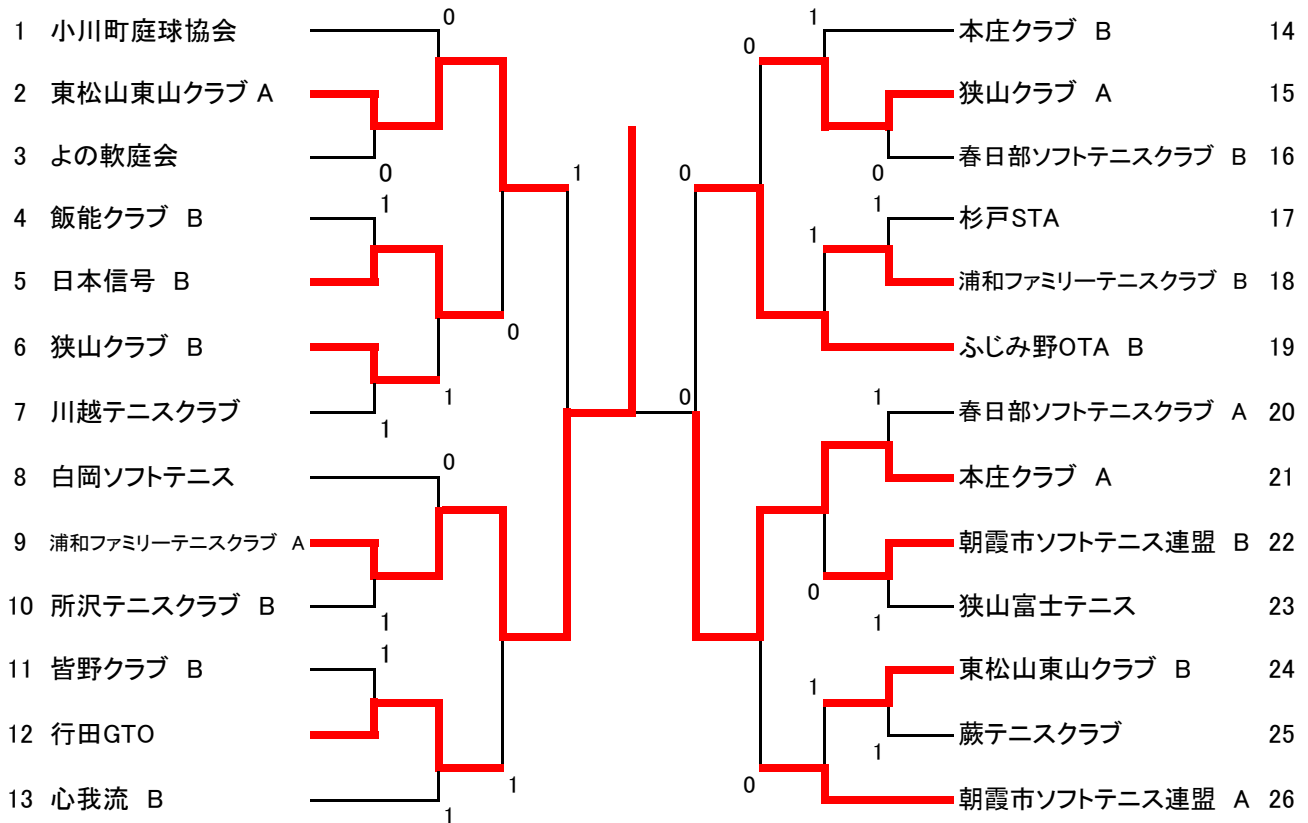 1 小川町庭球協会
2 東松山東山クラブ A
3 よの軟庭会
4 飯能クラブ B
5 日本信号 B
6 狭山クラブ B
7 川越テニスクラブ
8 白岡ソフトテニス
9 浦和ファミリーテニスクラブ A
10 所沢テニスクラブ B
11 皆野クラブ B
12 行田GTO
13 心我流 B
0
0
1
1
1
0
1
1
1
0
1
1
1
0
0
0
1
0
1
1
1
0
1
1
1
0
本庄クラブ B 14
狭山クラブ A 15
春日部ソフトテニスクラブ B 16
杉戸STA 17
浦和ファミリーテニスクラブ B 18
ふじみ野OTA B 19
春日部ソフトテニスクラブ A 20
本庄クラブ A 21
朝霞市ソフトテニス連盟 B 22
狭山富士テニス 23
東松山東山クラブ B 24
蕨テニスクラブ 25
朝霞市ソフトテニス連盟 A 26